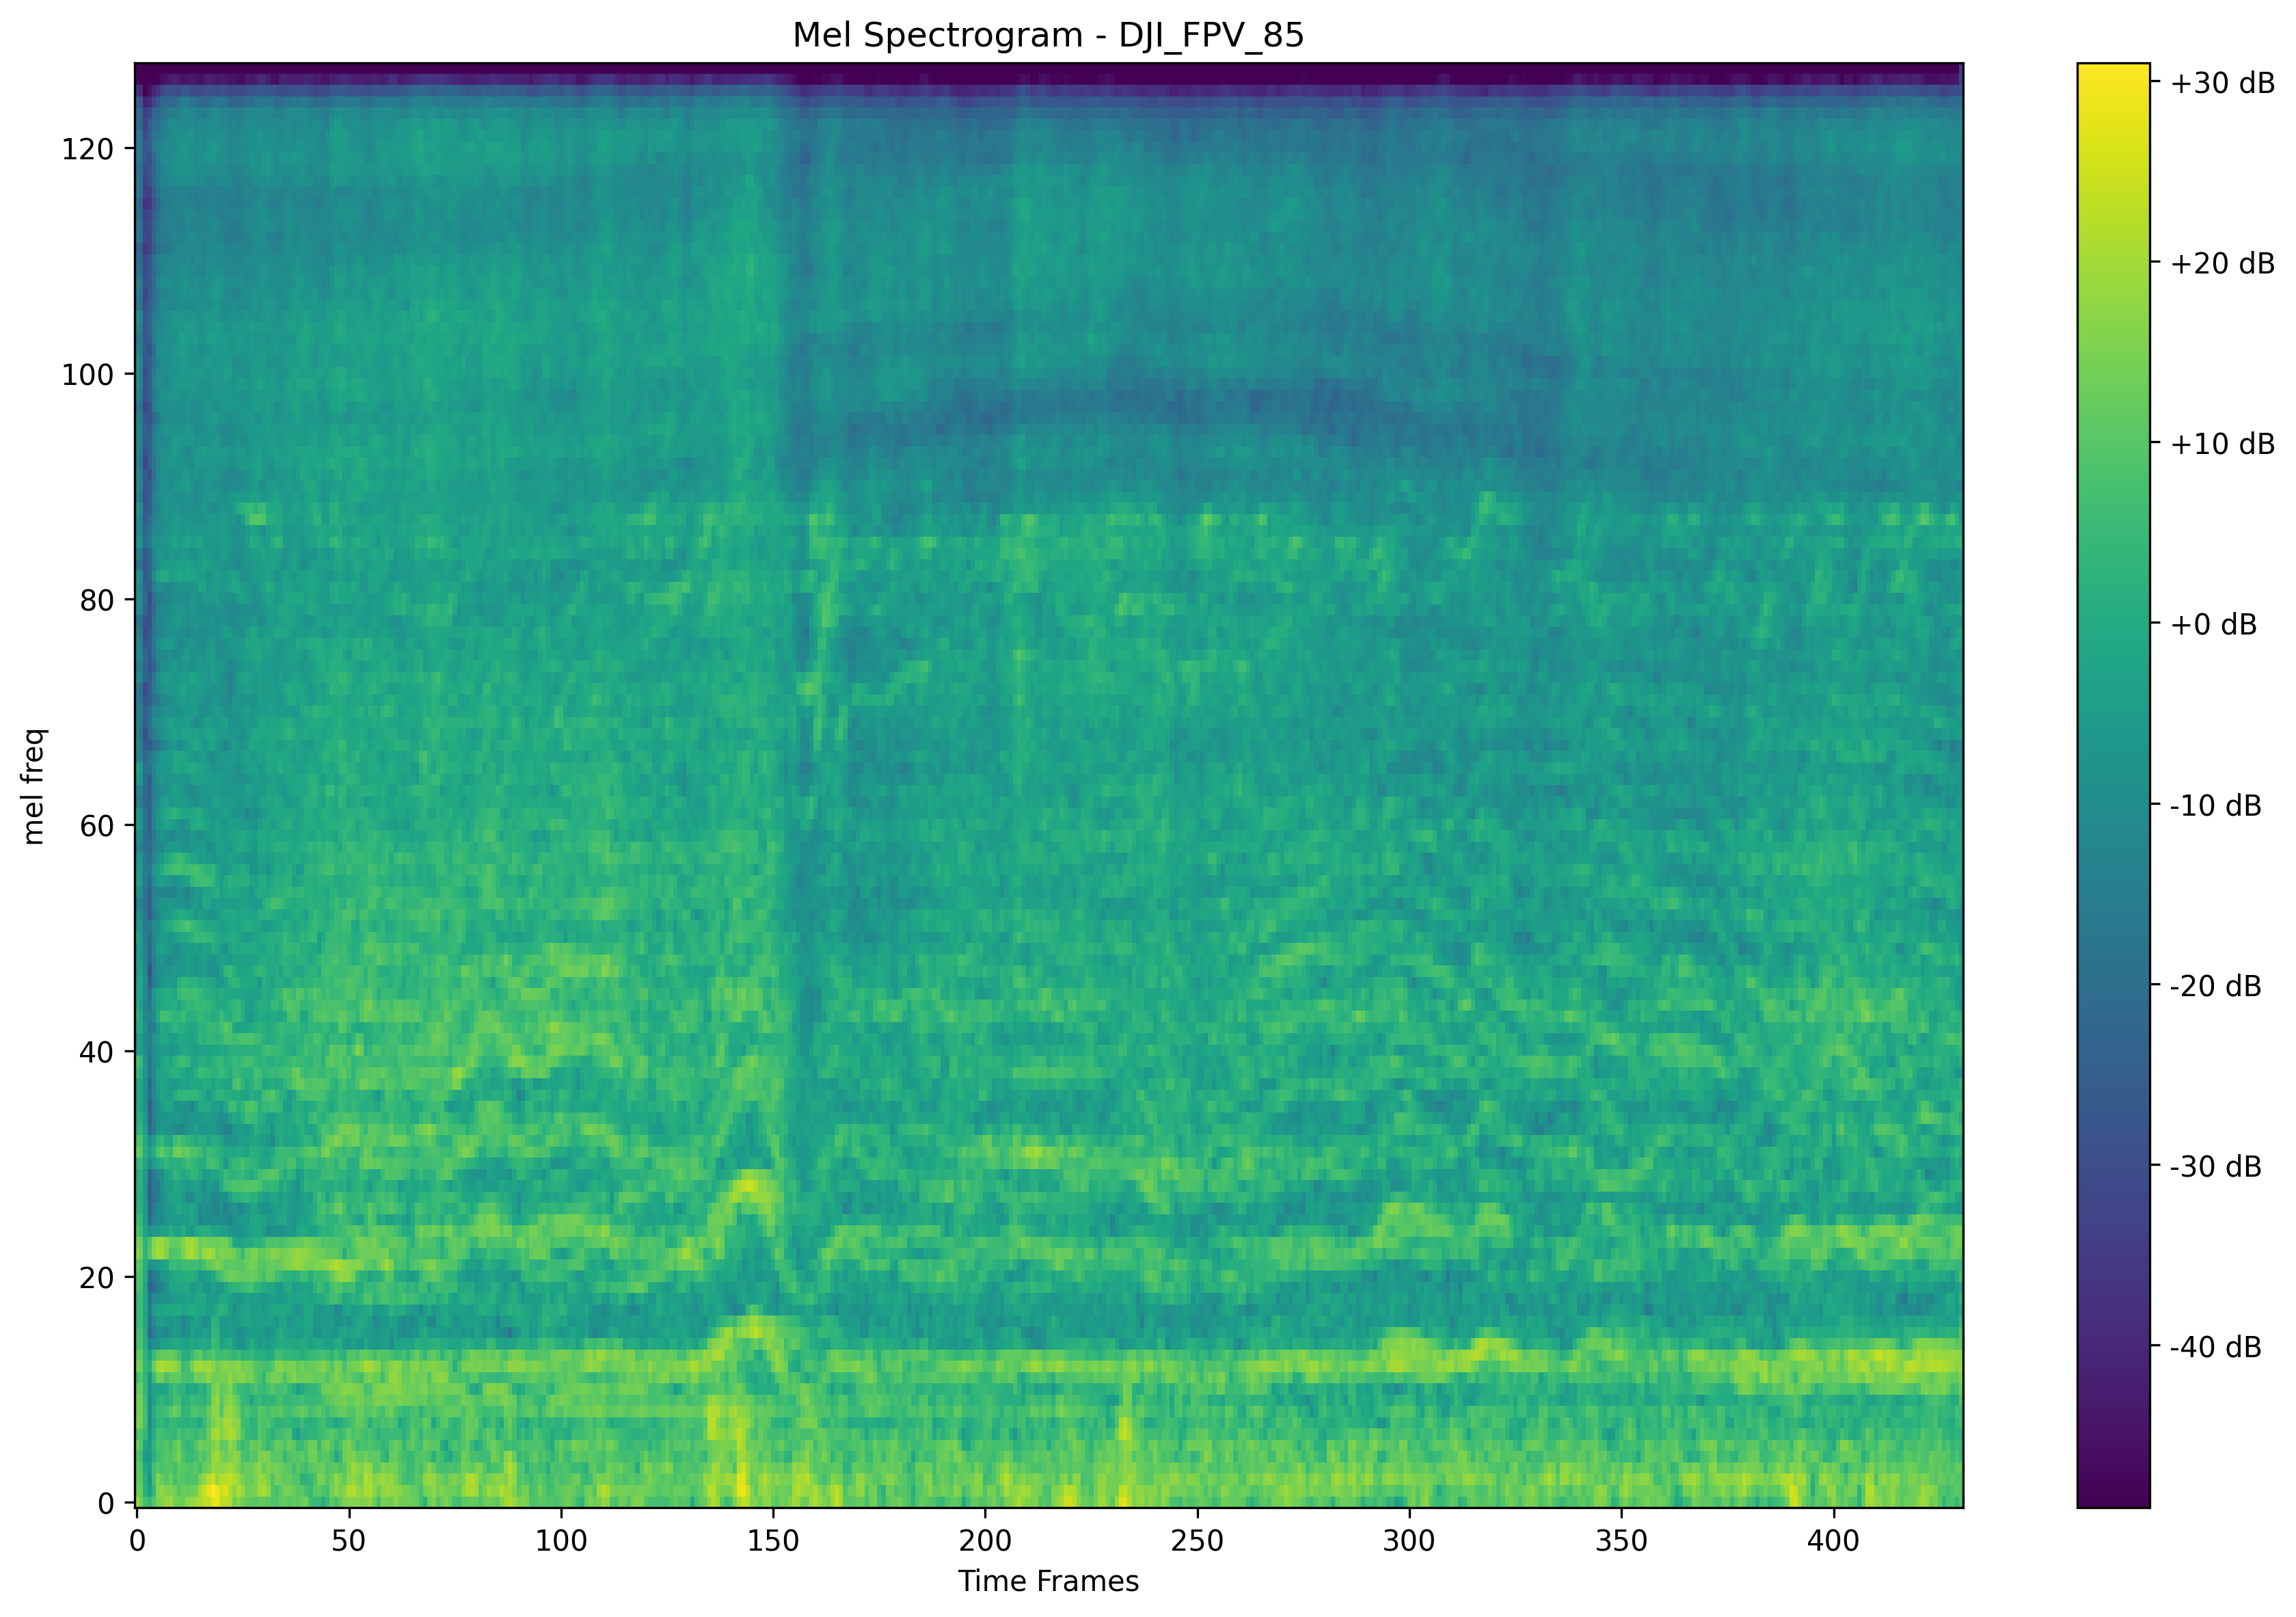 Mel Spectrogram - DJI_FPV_85
+30 dB
120
+20 dB
100
+10 dB
80
+0 dB
mel freq
60
-10 dB
-20 dB
40
-30 dB
20
-40 dB
0
0 50 100 150 200 250 300 350 400
Time Frames